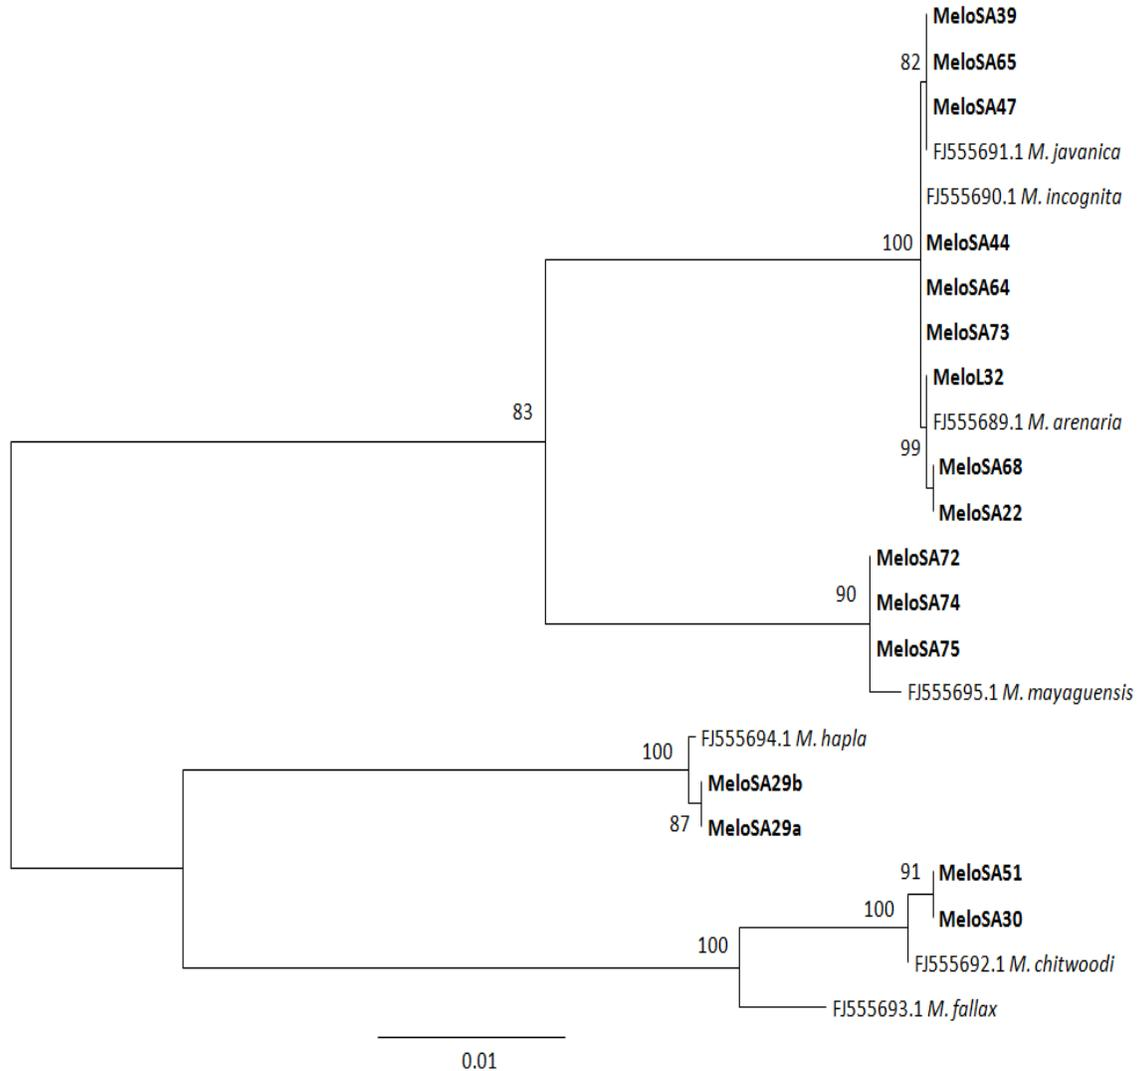 MeloSA39
82
MeloSA65
MeloSA47
FJ555691.1 M. javanica
FJ555690.1 M. incognita
100
MeloSA44
MeloSA64
MeloSA73
MeloL32
83
FJ555689.1 M. arenaria
99
MeloSA68
MeloSA22
MeloSA72
90
MeloSA74
MeloSA75
FJ555695.1 M. mayaguensis
FJ555694.1 M. hapla
100
MeloSA29b
87
MeloSA29a
91
MeloSA51
100
MeloSA30
100
FJ555692.1 M. chitwoodi
FJ555693.1 M. fallax
0.01